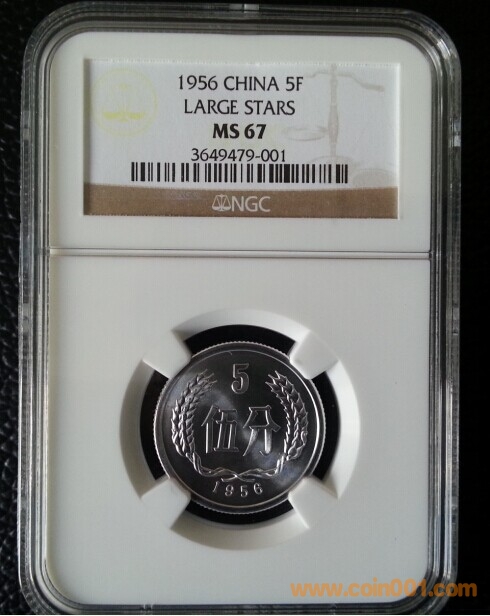 1956 CHINA 5F
LARGE STARS
MS 67
3649479-001
NGC
5
伍分
1956
www.coin001.com